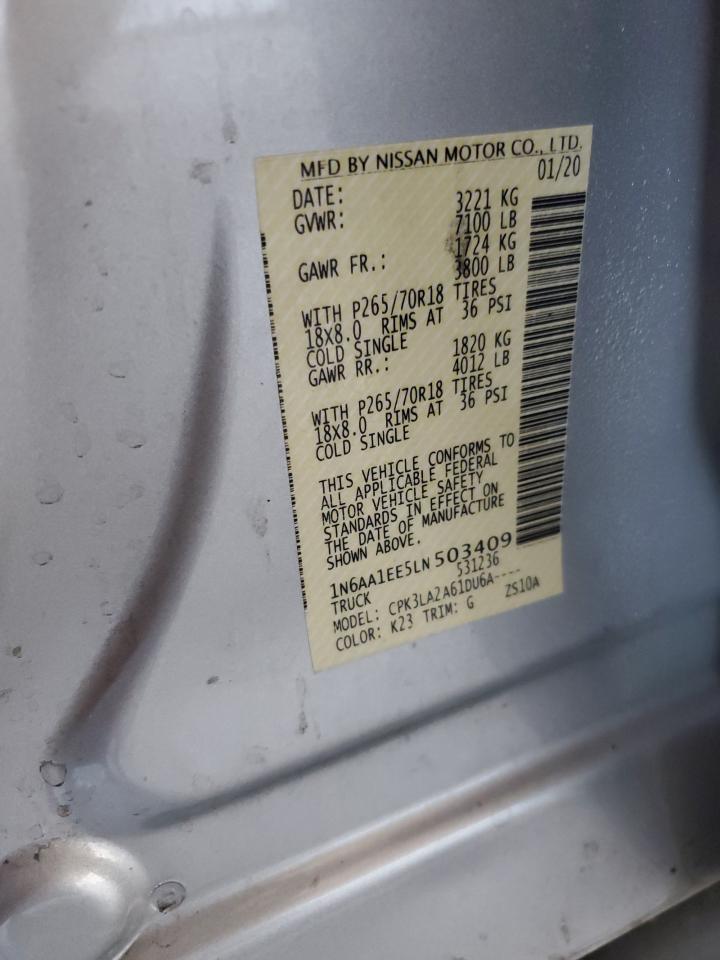 MFD BY NISSAN MOTOR CO., LTD.
DATE: 01/20
GVWR: 3221 KG
7100 LB
GAWR FR.: 1724 KG
3800 LB
WITH P265/70R18 TIRES
18X8.0 RIMS AT 36 PSI
COLD SINGLE
GAWR RR.: 1820 KG
4012 LB
WITH P265/70R18 TIRES
18X8.0 RIMS AT 36 PSI
COLD SINGLE
THIS VEHICLE CONFORMS TO
ALL APPLICABLE FEDERAL
MOTOR VEHICLE SAFETY
STANDARDS IN EFFECT ON
THE DATE OF MANUFACTURE
SHOWN ABOVE.
1N6AA1EE5LN503409
TRUCK 531236
MODEL: CPK3LA2A61DU6A----
COLOR: K23 TRIM: G ZS10A